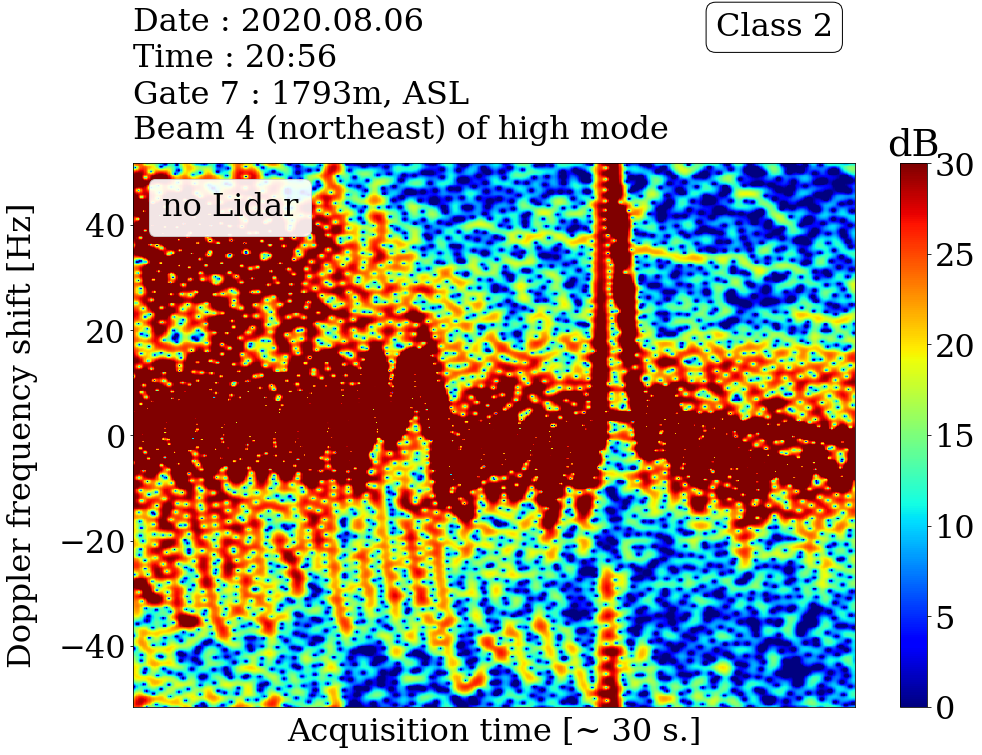 Date : 2020.08.06
Time : 20:56
Gate 7 : 1793m, ASL
Beam 4 (northeast) of high mode
Class 2
dB
no Lidar
Doppler frequency shift [Hz]
40
20
0
−20
−40
30
25
20
15
10
5
0
Acquisition time [~ 30 s.]